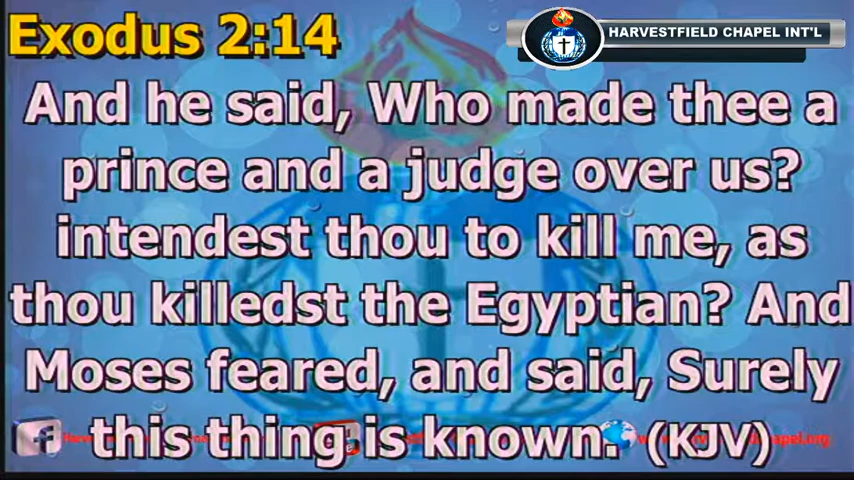 Exodus 2:14
HARVESTFIELD CHAPEL INT'L
And he said, Who made thee a
prince and a judge over us?
intendest thou to kill me, as
thou killedst the Egyptian? And
Moses feared, and said, Surely
this thing is known. (KJV)